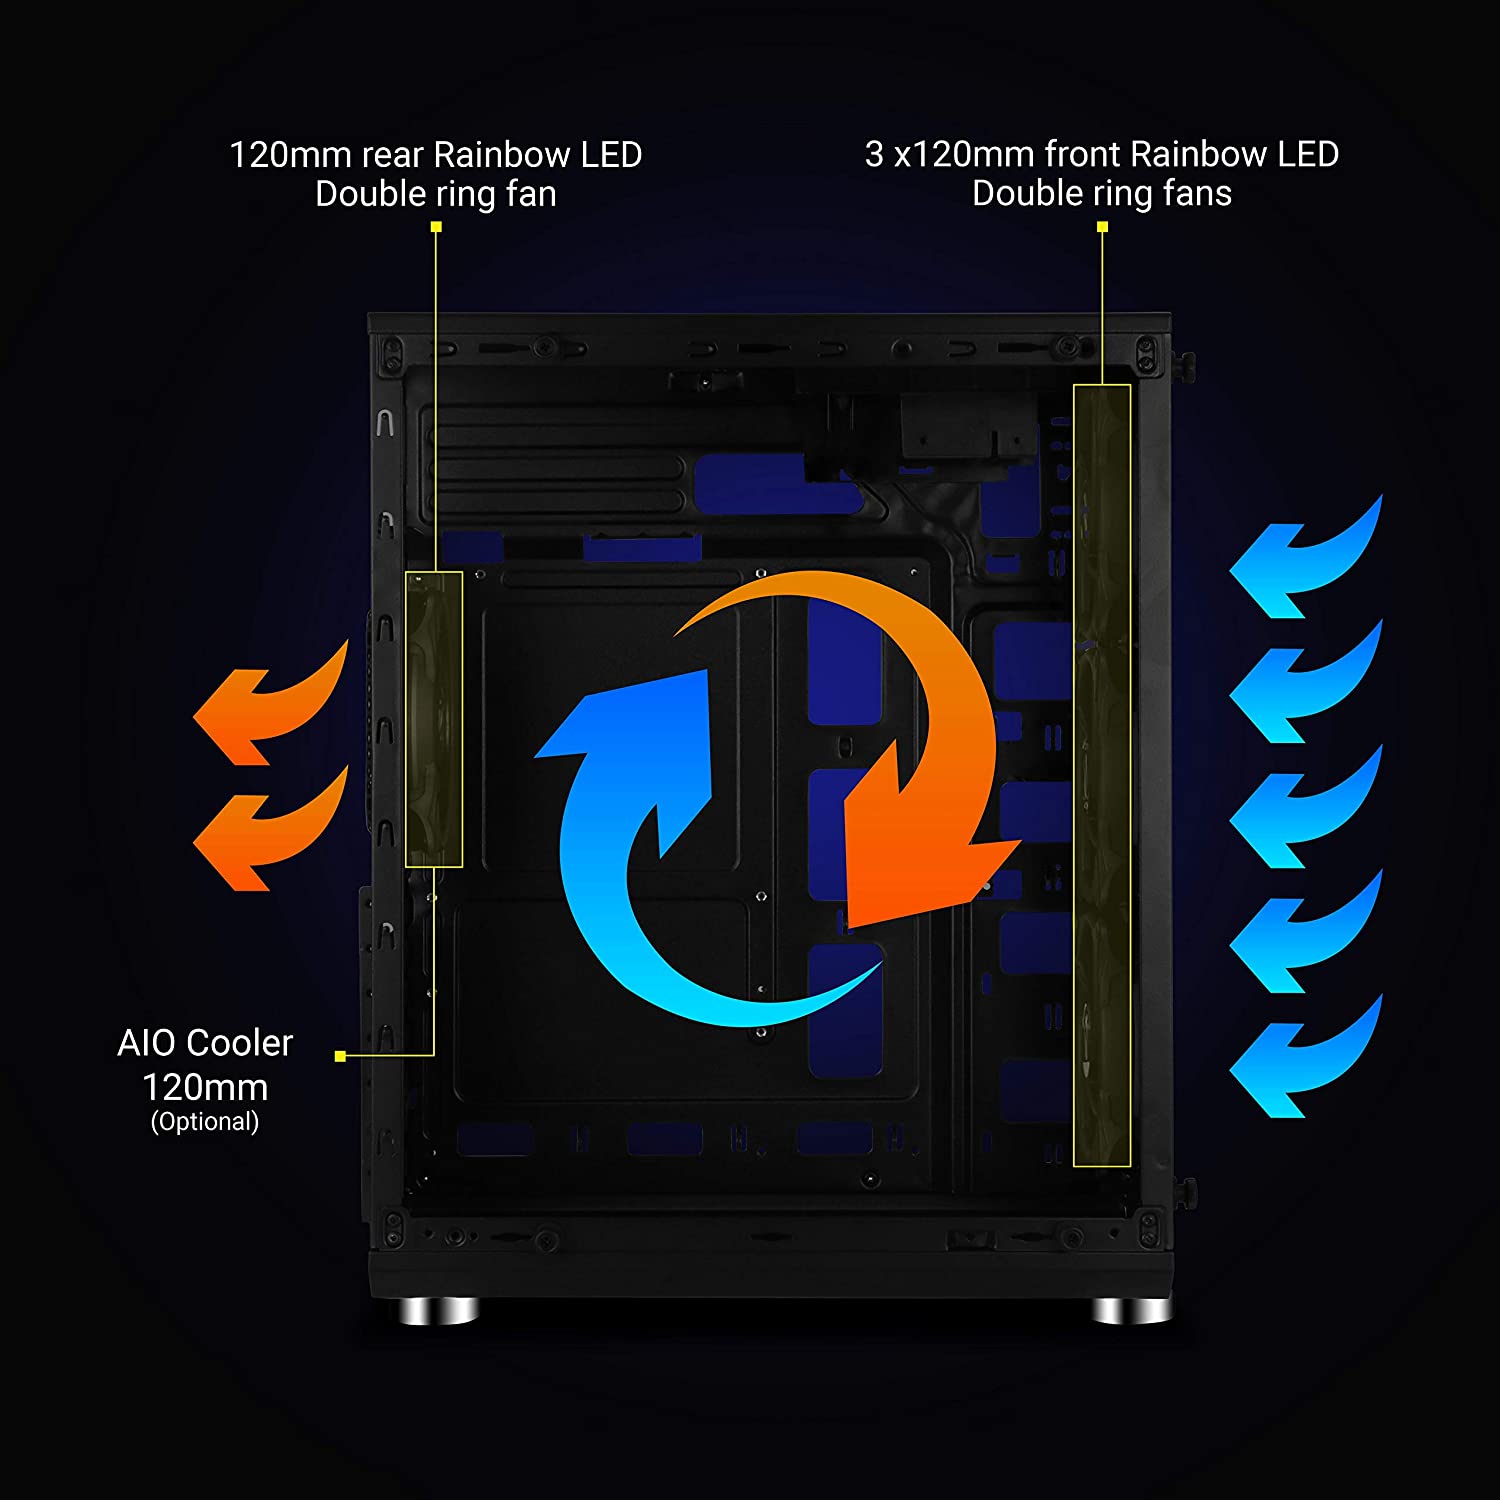 120mm rear Rainbow LED
Double ring fan
3 x120mm front Rainbow LED
Double ring fans
AIO Cooler
120mm
(Optional)